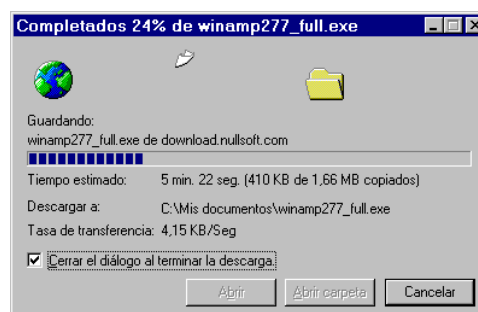 Completados 24% de winamp277_full.exe
Guardando:
winamp277_full.exe de download.nullsoft.com
Tiempo estimado: 5 min. 22 seg. (410 KB de 1,66 MB copiados)
Descargar a: C:\Mis documentos\winamp277_full.exe
Tasa de transferencia: 4,15 KB/Seg
Cerrar el diálogo al terminar la descarga.
Abrir Abrir carpeta Cancelar